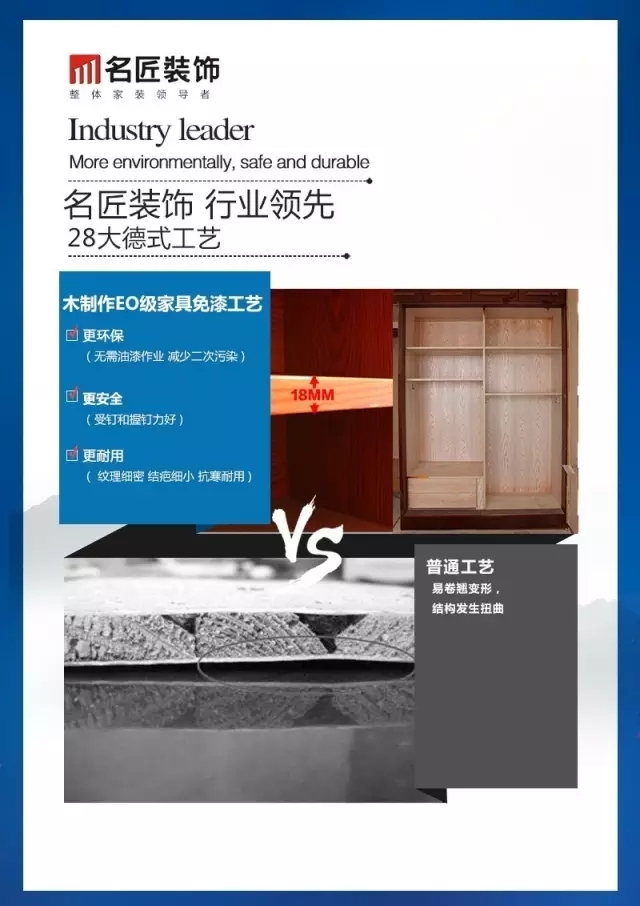 名匠装饰
整体家装领导者
Industry leader
More environmentally, safe and durable
名匠装饰 行业领先
28大德式工艺
木制作EO级家具免漆工艺
更环保
（无需油漆作业 减少二次污染）
更安全
（受钉和握钉力好）
更耐用
（ 纹理细密 结疤细小 抗寒耐用）
18MM
VS
普通工艺
易卷翘变形，
结构发生扭曲